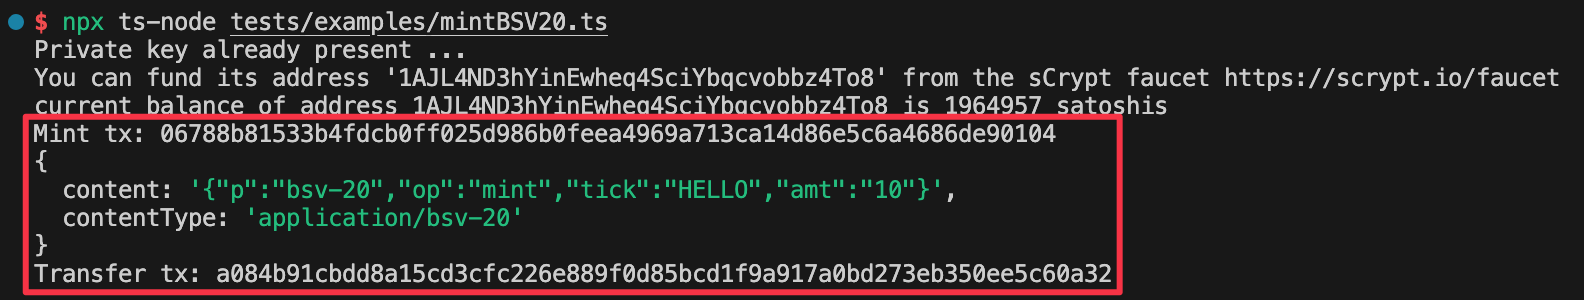 $ npx ts-node tests/examples/mintBSV20.ts
Private key already present ...
You can fund its address '1AJL4ND3hYinEwheq4SciYbqcvobbz4To8' from the sCrypt faucet https://scrypt.io/faucet
current balance of address 1AJL4ND3hYinEwheq4SciYbqcvobbz4To8 is 1964957 satoshis
Mint tx: 06788b81533b4fdcb0ff025d986b0feea4969a713ca14d86e5c6a4686de90104
{
  content: '{"p":"bsv-20","op":"mint","tick":"HELLO","amt":"10"}',
  contentType: 'application/bsv-20'
}
Transfer tx: a084b91cbdd8a15cd3cfc226e889f0d85bcd1f9a917a0bd273eb350ee5c60a32